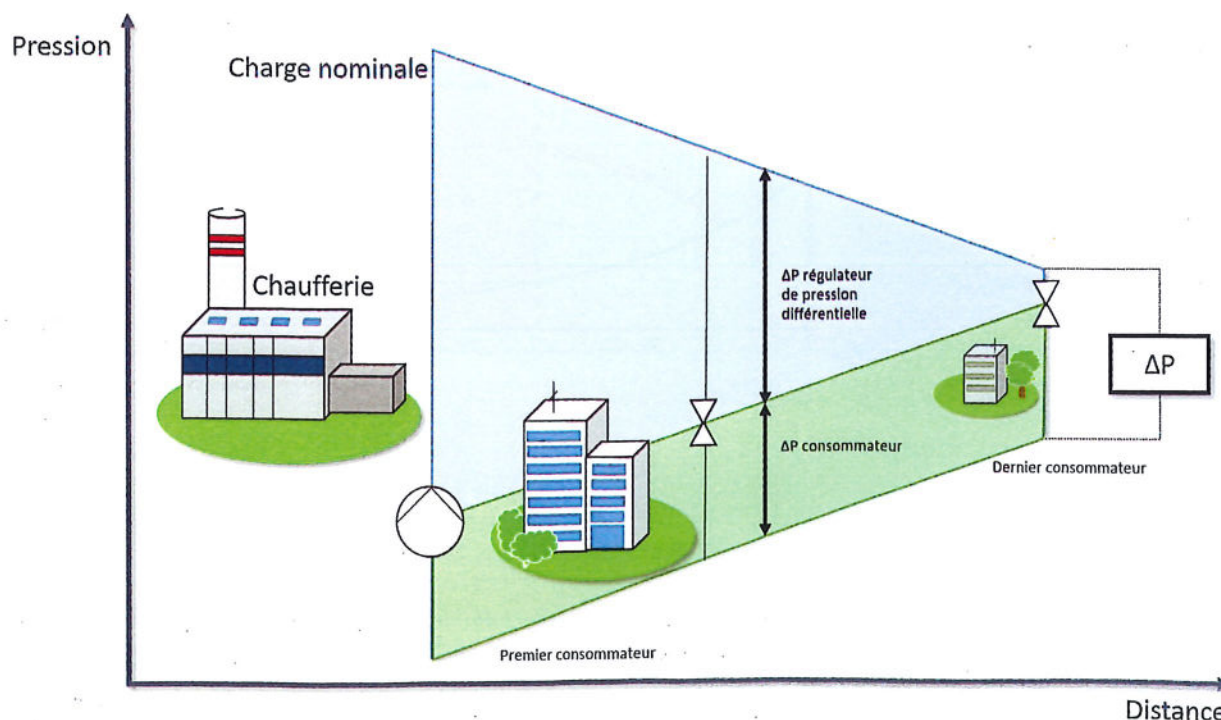 Pression
Charge nominale
Chaufferie
ΔP régulateur
de pression
différentielle
ΔP
ΔP consommateur
Dernier consommateur
Premier consommateur
Distance